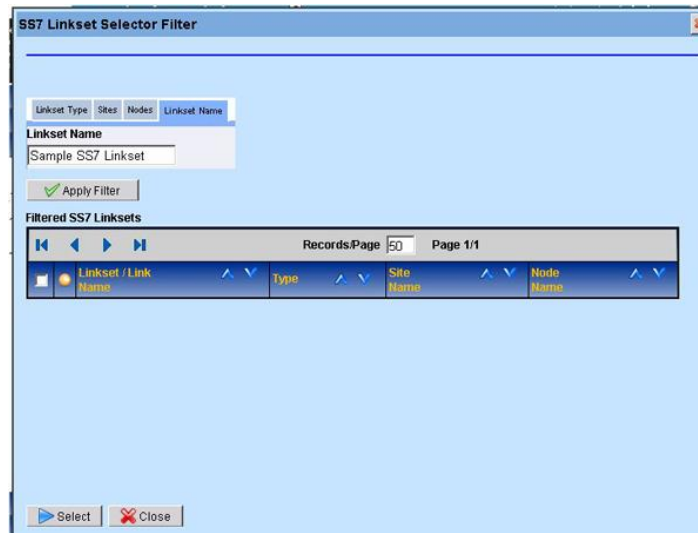 SS7 Linkset Selector Filter
Linkset Type Sites Nodes Linkset Name
Linkset Name
Sample SS7 Linkset
Apply Filter
Filtered SS7 Linksets
Records/Page 50 Page 1/1
Linkset / Link Name Type Site Name Node Name
Select Close